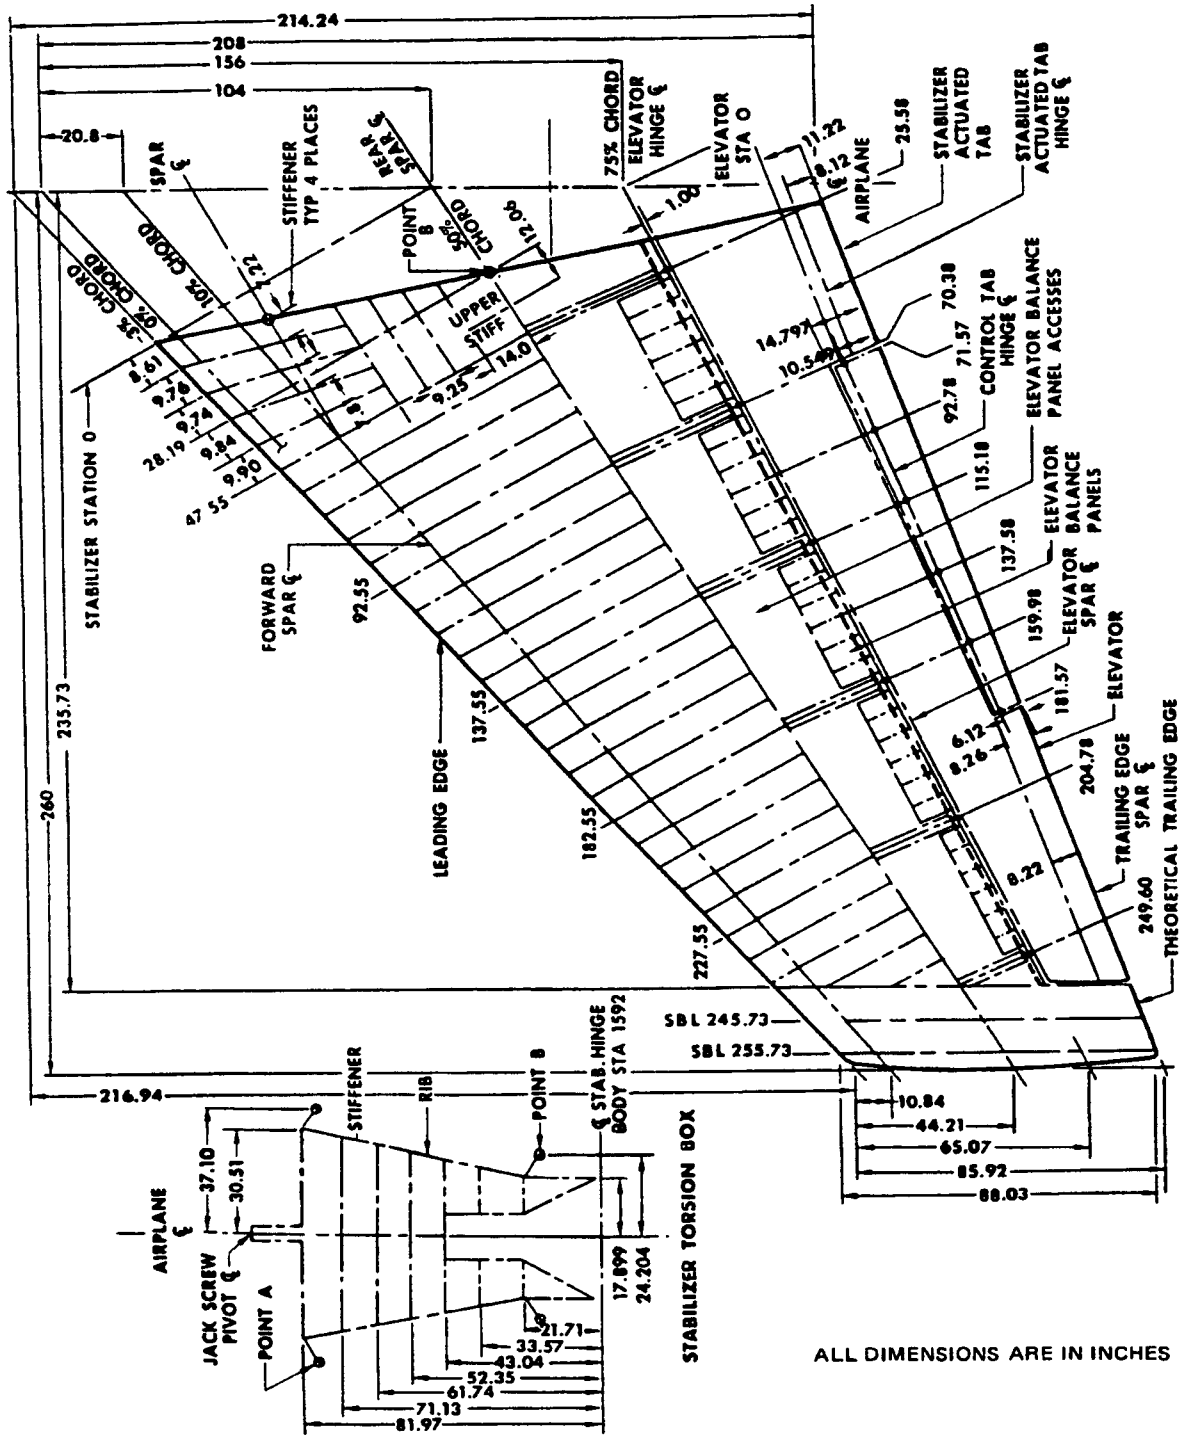 214.24
208
156
104
20.8
SPAR ℄
STIFFENER
TYP 4 PLACES
REAR ℄
SPAR
POINT
B
50%
CHORD
12.06
75% CHORD
ELEVATOR
HINGE ℄
ELEVATOR
STA 0
1.00
11.22
8.12
AIRPLANE
℄
25.58
STABILIZER
ACTUATED
TAB
STABILIZER
ACTUATED TAB
HINGE ℄
-3% CHORD
0% CHORD
10% CHORD
7.22
UPPER
STIFF
14.0
9.25
7.8
8.61
9.76
9.74
28.19
9.84
9.90
47 55
STABILIZER STATION 0
14.797
10.549
70.38
71.57
92.78
CONTROL TAB
HINGE ℄
115.18
ELEVATOR BALANCE
PANEL ACCESSES
137.58
ELEVATOR
BALANCE
PANELS
159.98
ELEVATOR
SPAR ℄
181.57
6.12
8.26
ELEVATOR
204.78
TRAILING EDGE
SPAR ℄
8.22
249.60
THEORETICAL TRAILING EDGE
FORWARD
SPAR ℄
92.55
LEADING EDGE
137.55
182.55
227.55
235.73
260
216.94
SBL 245.73
SBL 255.73
10.84
44.21
65.07
85.92
88.03
AIRPLANE
℄
37.10
30.51
JACK SCREW
PIVOT ℄
POINT A
STIFFENER
RIB
POINT B
℄ STAB. HINGE
BODY STA 1592
17.899
24.204
21.71
33.57
43.04
52.35
61.74
71.13
81.97
STABILIZER TORSION BOX
ALL DIMENSIONS ARE IN INCHES